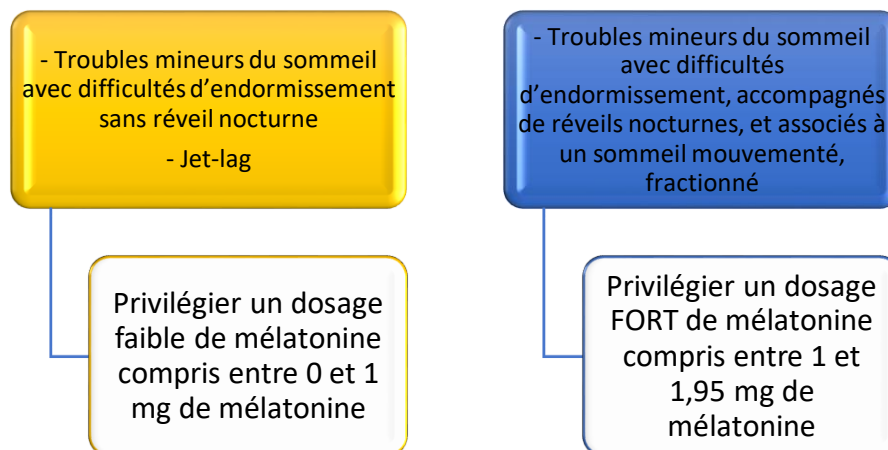 - Troubles mineurs du sommeil
avec difficultés d’endormissement
sans réveil nocturne
- Jet-lag
Privilégier un dosage
faible de mélatonine
compris entre 0 et 1
mg de mélatonine
- Troubles mineurs du sommeil
avec difficultés
d’endormissement, accompagnés
de réveils nocturnes, et associés à
un sommeil mouvementé,
fractionné
Privilégier un dosage
FORT de mélatonine
compris entre 1 et
1,95 mg de
mélatonine